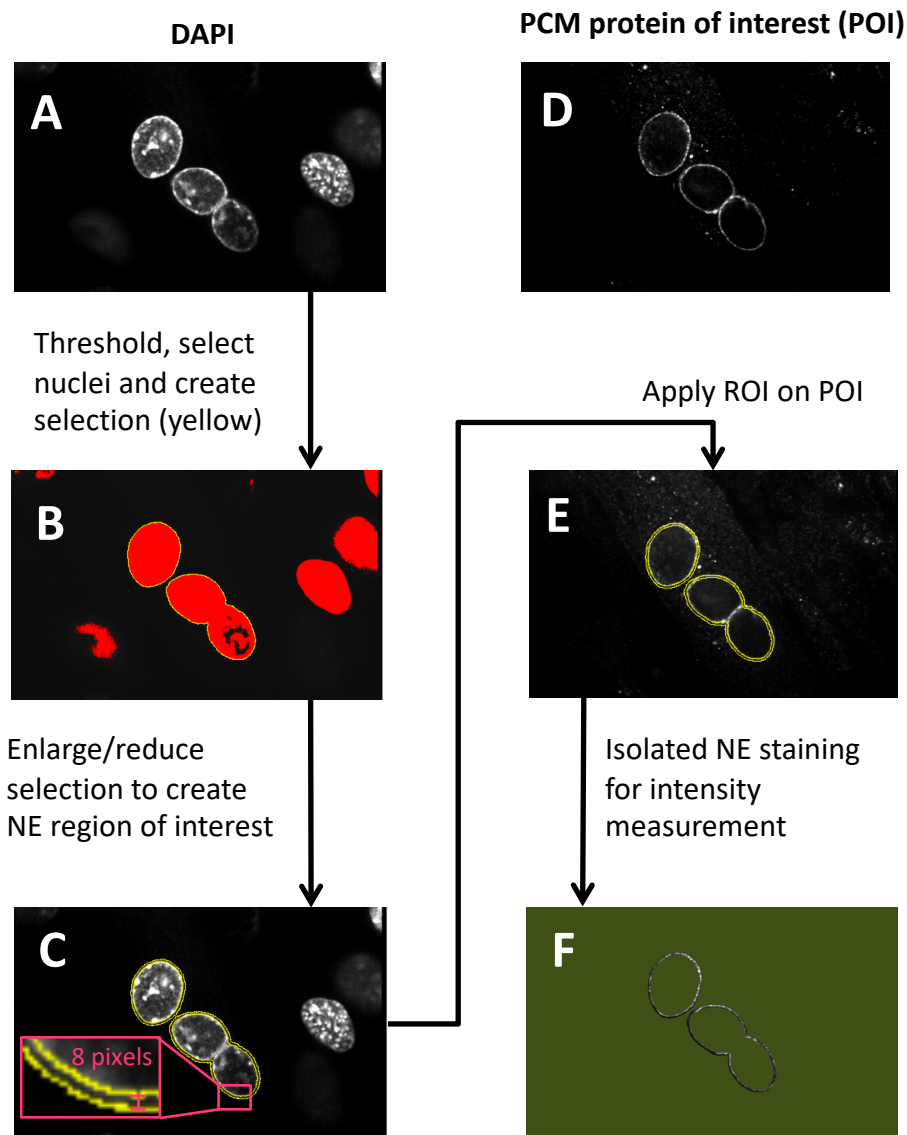 DAPI
PCM protein of interest (POI)
A
D
Threshold, select
nuclei and create
selection (yellow)
Apply ROI on POI
B
E
Enlarge/reduce
selection to create
NE region of interest
Isolated NE staining
for intensity
measurement
C
8 pixels
F